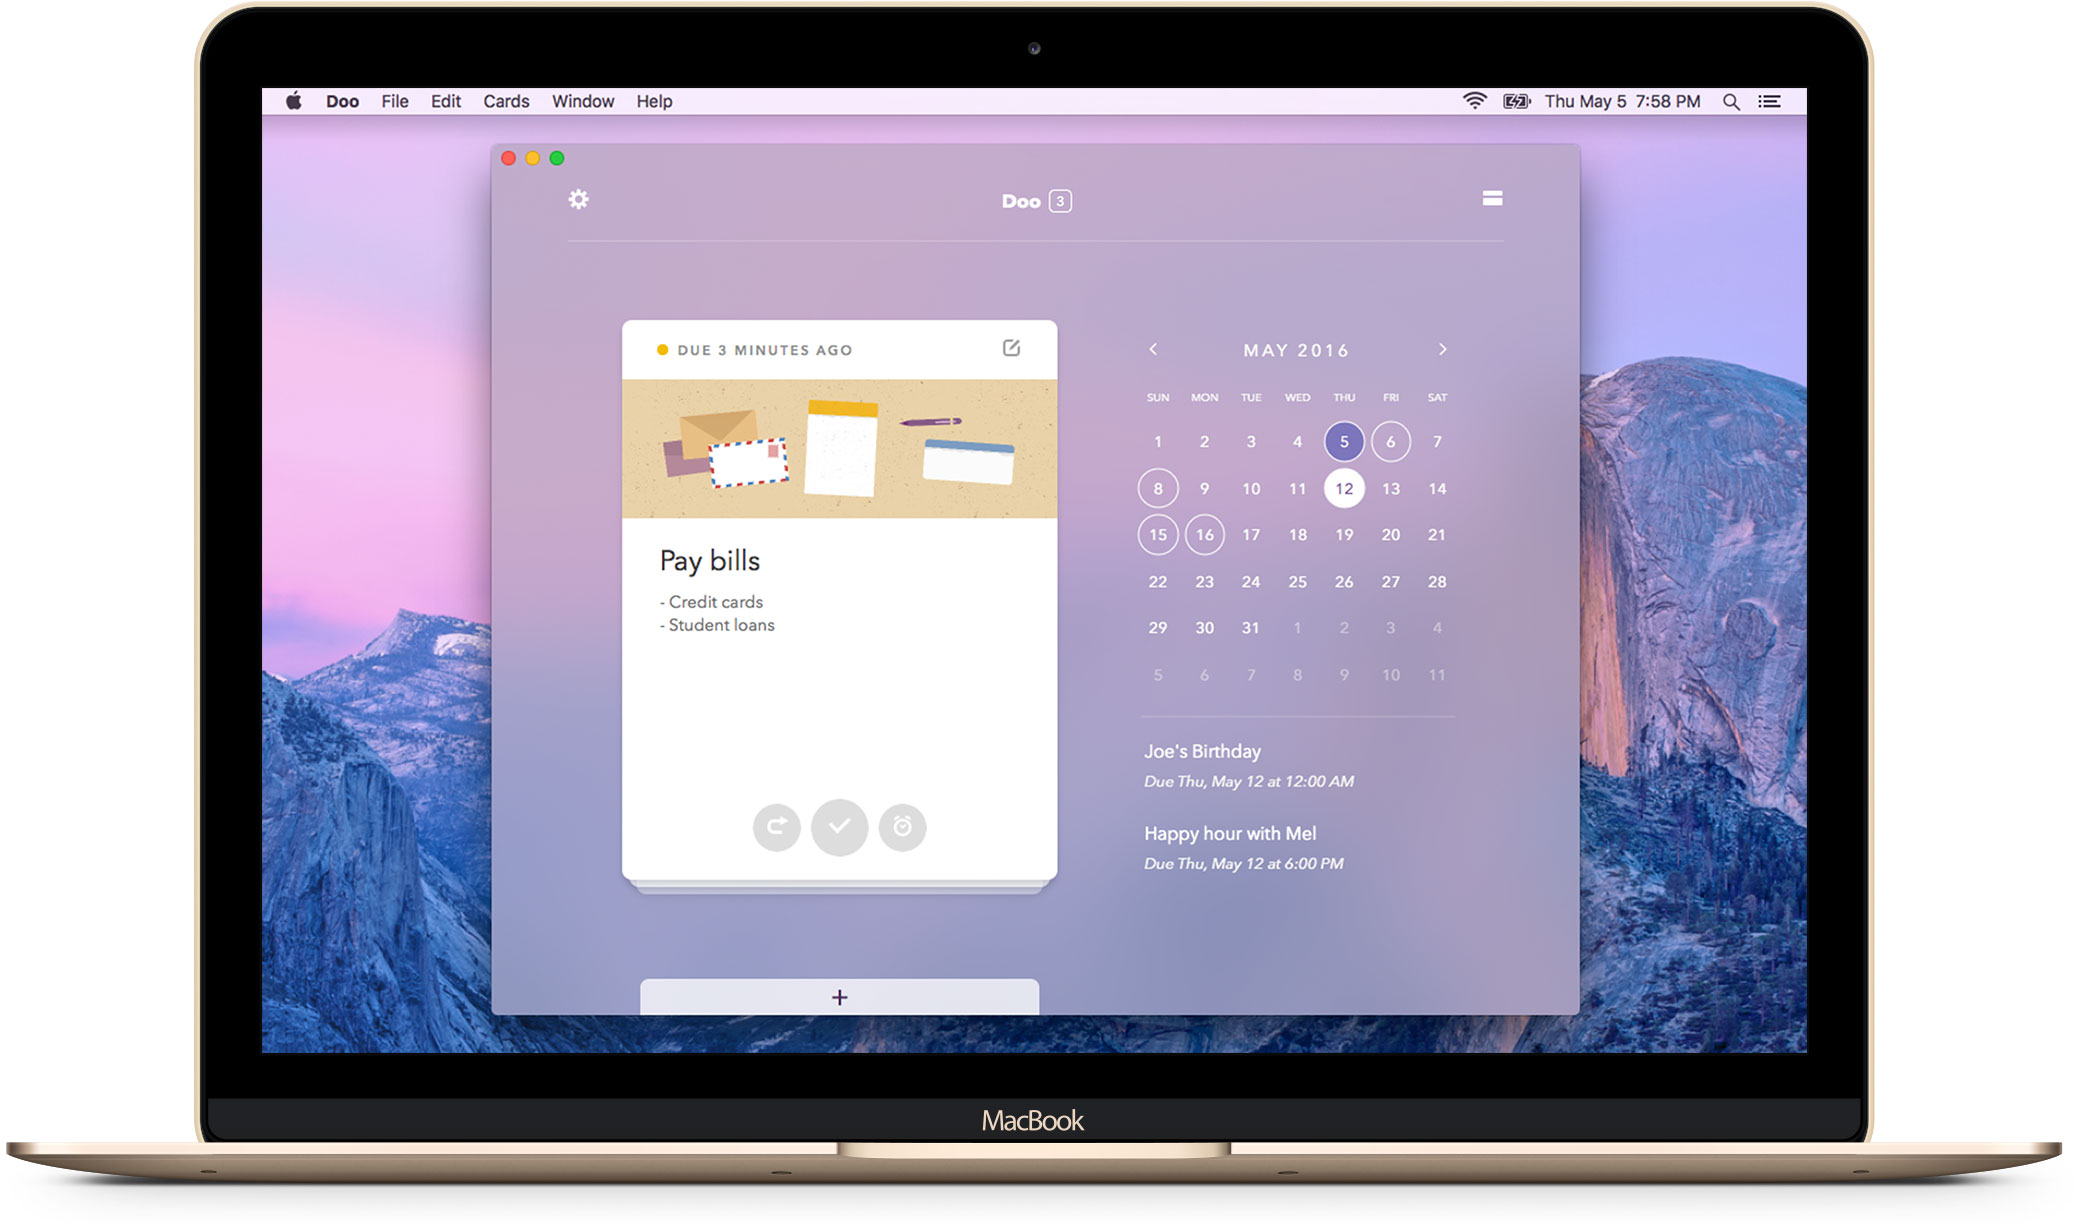 Doo File Edit Cards Window Help Thu May 5 7:58 PM
Doo 3
DUE 3 MINUTES AGO
Pay bills
- Credit cards
- Student loans
+
MAY 2016
SUN MON TUE WED THU FRI SAT
1 2 3 4 5 6 7
8 9 10 11 12 13 14
15 16 17 18 19 20 21
22 23 24 25 26 27 28
29 30 31 1 2 3 4
5 6 7 8 9 10 11
Joe's Birthday
Due Thu, May 12 at 12:00 AM
Happy hour with Mel
Due Thu, May 12 at 6:00 PM
MacBook